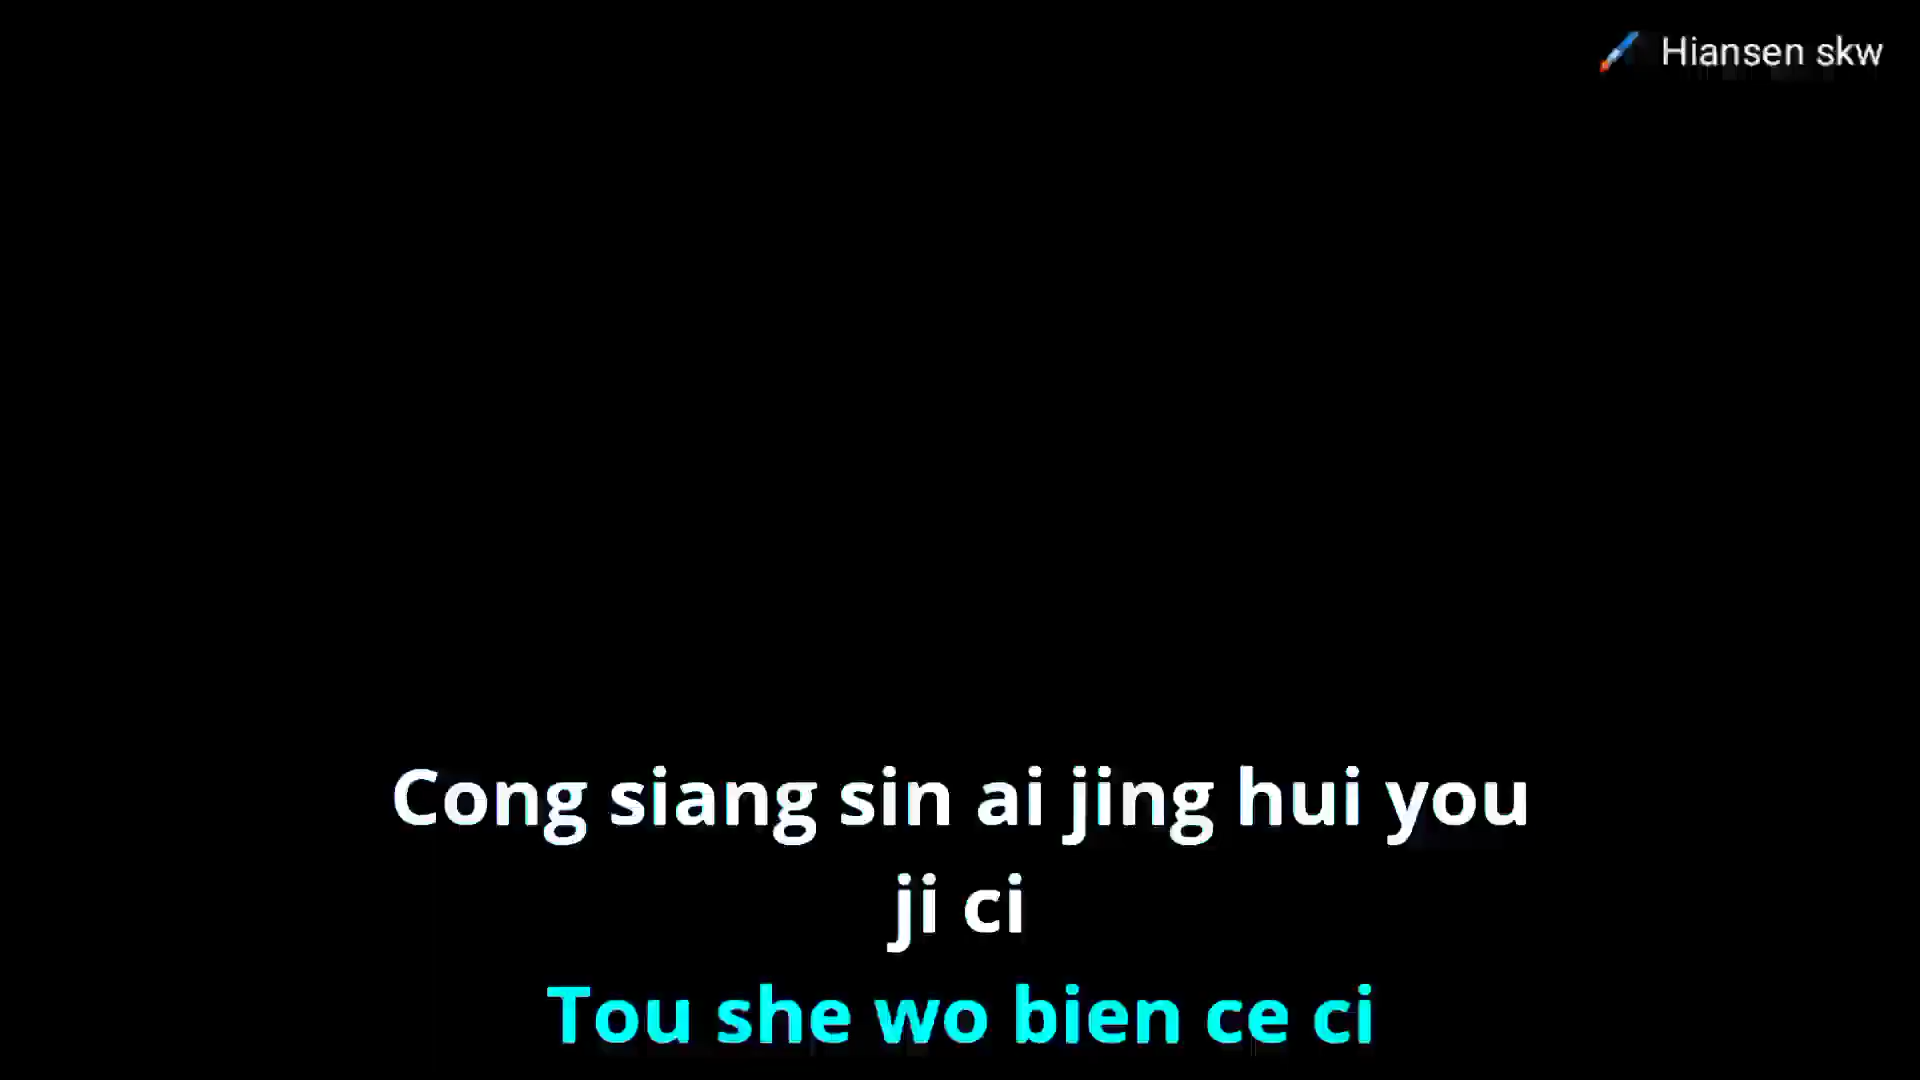 Hiansen skw
Cong siang sin ai jing hui you
ji ci
Tou she wo bien ce ci